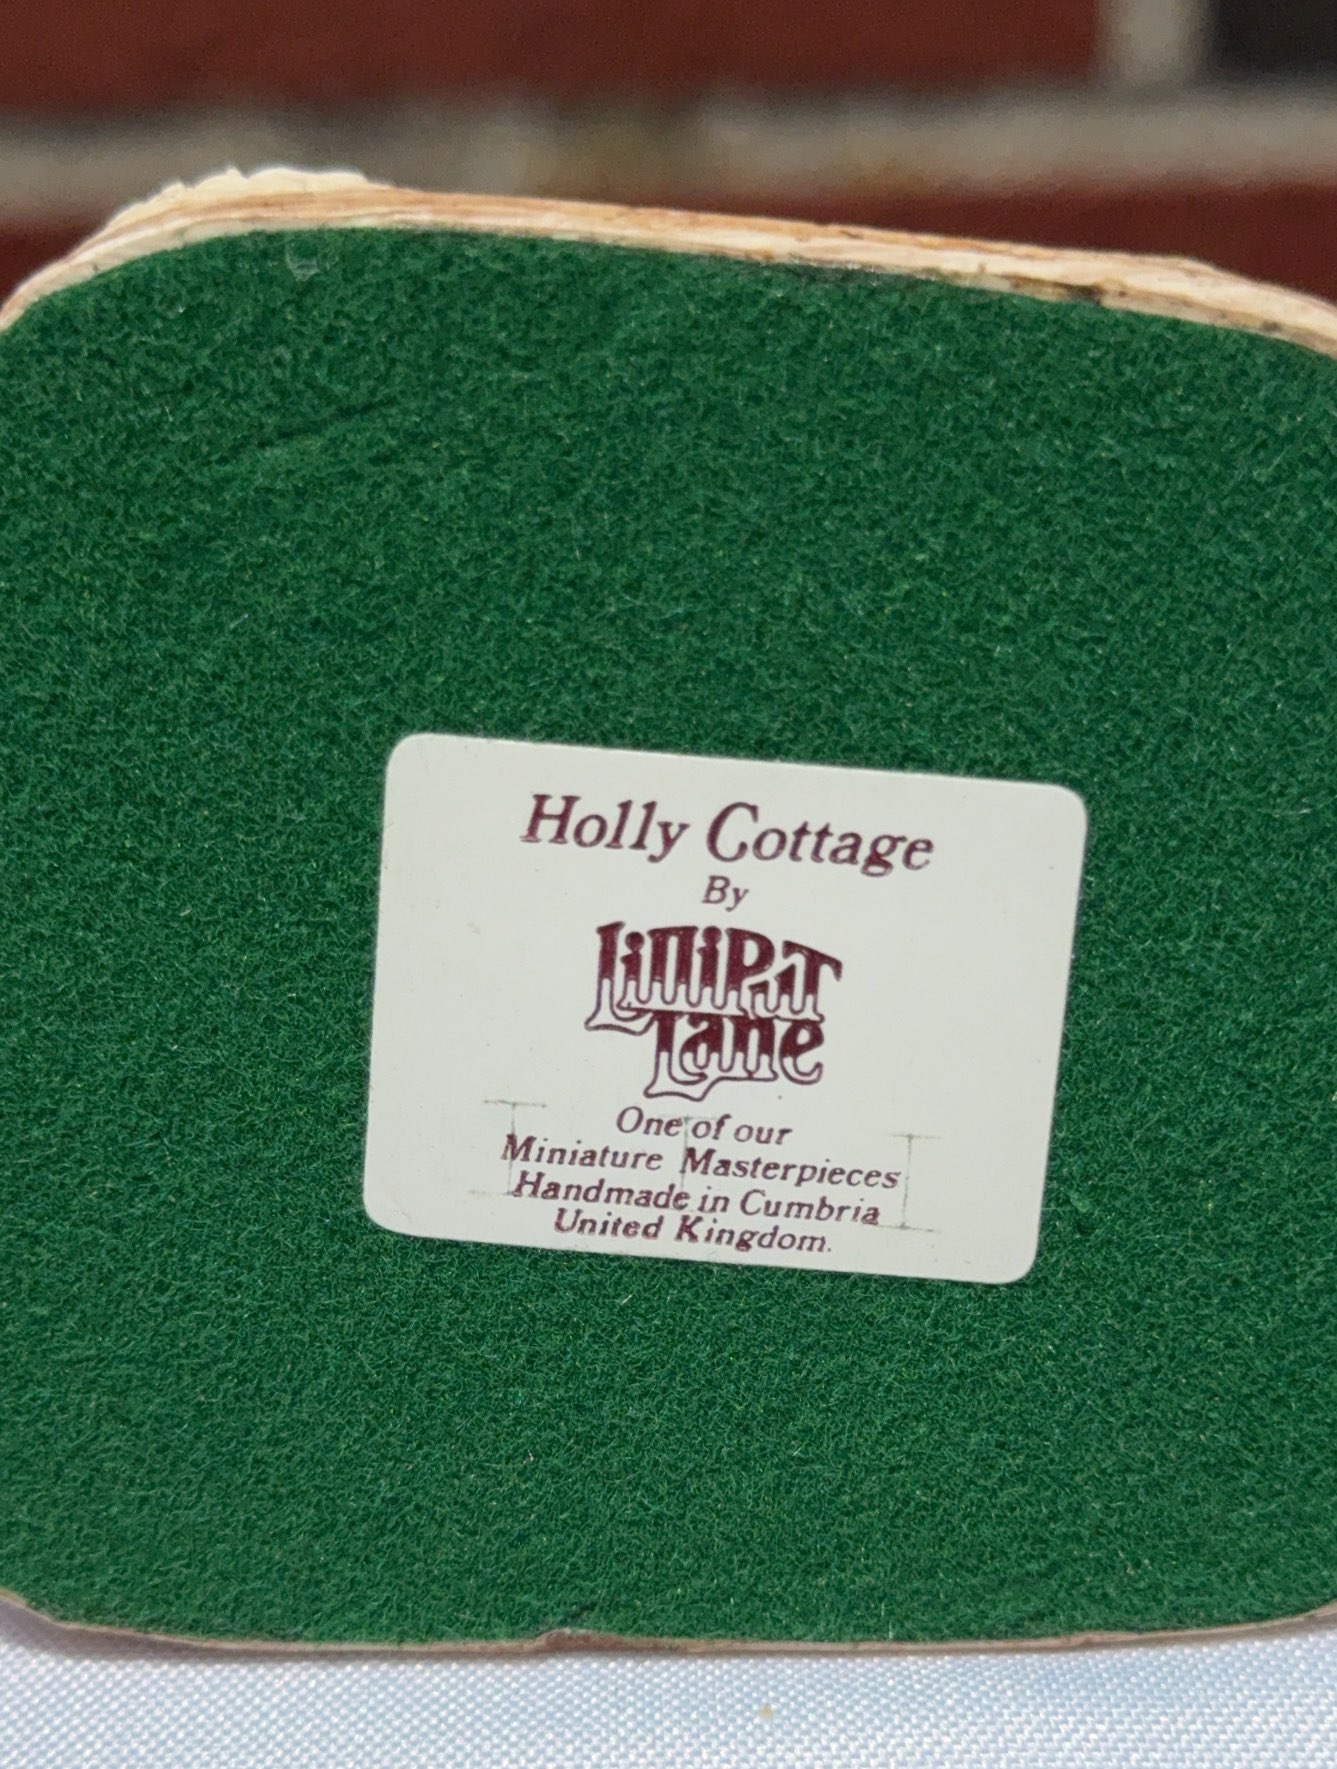 Holly Cottage
By
Lilliput
Lane
One of our
Miniature Masterpieces
Handmade in Cumbria
United Kingdom.